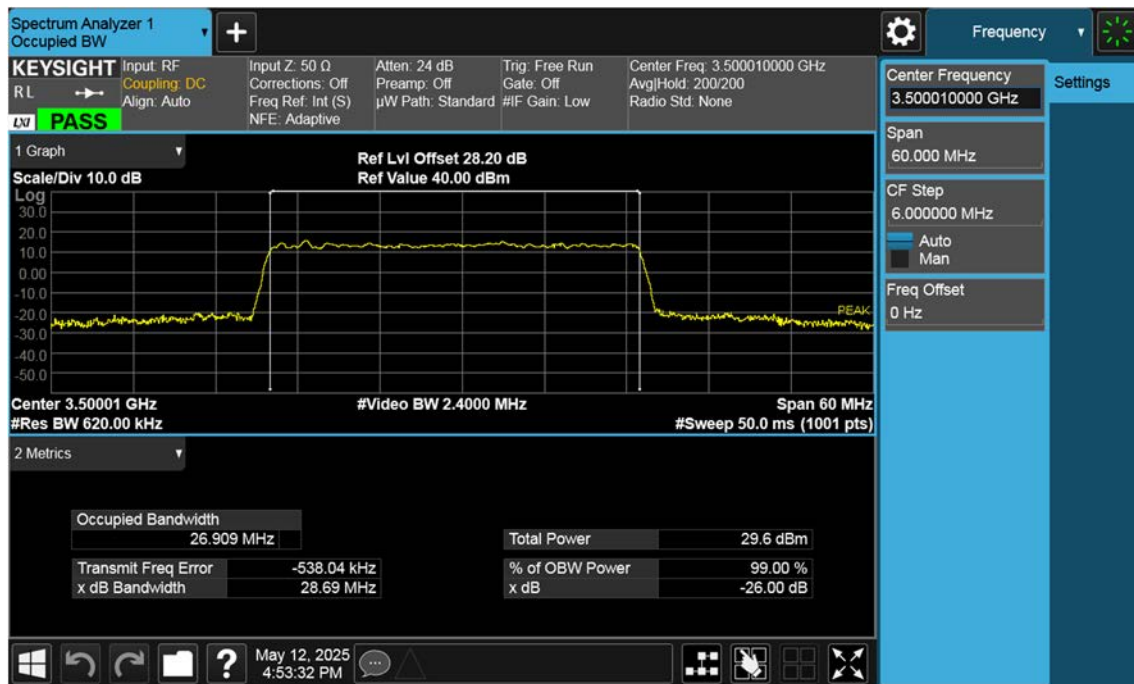 Spectrum Analyzer 1
Occupied BW
+
Frequency
KEYSIGHT
RL
LXI PASS
Input: RF
Coupling: DC
Align: Auto
Input Z: 50 Ω
Corrections: Off
Freq Ref: Int (S)
NFE: Adaptive
Atten: 24 dB
Preamp: Off
µW Path: Standard
Trig: Free Run
Gate: Off
#IF Gain: Low
Center Freq: 3.500010000 GHz
Avg|Hold: 200/200
Radio Std: None
Center Frequency
3.500010000 GHz
Settings
Span
60.000 MHz
CF Step
6.000000 MHz
Auto
Man
Freq Offset
0 Hz
1 Graph
Scale/Div 10.0 dB
Ref Lvl Offset 28.20 dB
Ref Value 40.00 dBm
Log
30.0
20.0
10.0
0.00
-10.0
-20.0
-30.0
-40.0
-50.0
PEAK
Center 3.50001 GHz
#Video BW 2.4000 MHz
Span 60 MHz
#Res BW 620.00 kHz
#Sweep 50.0 ms (1001 pts)
2 Metrics
Occupied Bandwidth
26.909 MHz
Total Power 29.6 dBm
Transmit Freq Error -538.04 kHz
% of OBW Power 99.00 %
x dB Bandwidth 28.69 MHz
x dB -26.00 dB
?
May 12, 2025
4:53:32 PM